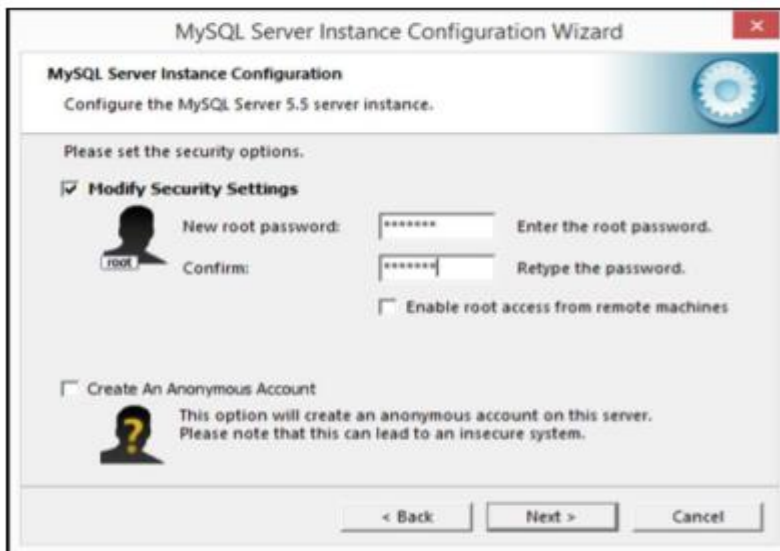 MySQL Server Instance Configuration Wizard
MySQL Server Instance Configuration
Configure the MySQL Server 5.5 server instance.
Please set the security options.
Modify Security Settings
New root password: ******* Enter the root password.
root
Confirm: ******* Retype the password.
Enable root access from remote machines
Create An Anonymous Account
This option will create an anonymous account on this server.
Please note that this can lead to an insecure system.
< Back Next > Cancel